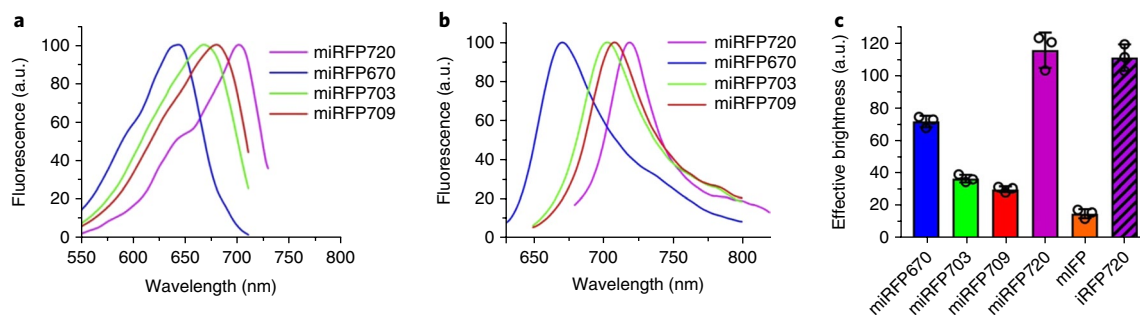 a
Fluorescence (a.u.)
100
80
60
40
20
0
550
600
650
700
750
800
Wavelength (nm)
miRFP720
miRFP670
miRFP703
miRFP709
b
Fluorescence (a.u.)
100
80
60
40
20
0
650
700
750
800
Wavelength (nm)
miRFP720
miRFP670
miRFP703
miRFP709
c
Effective brightness (a.u.)
120
100
80
60
40
20
0
miRFP670
miRFP703
miRFP709
miRFP720
mIFP
iRFP720